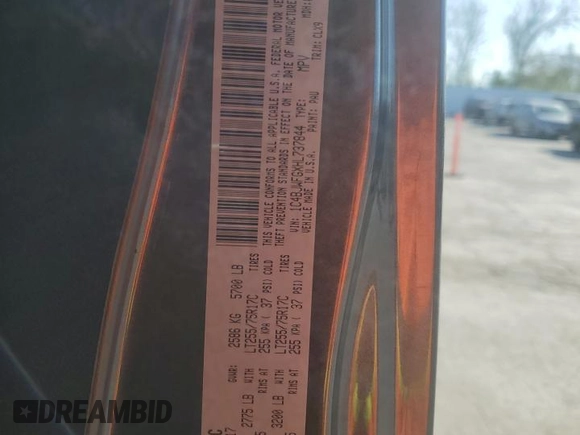 C
17 GVWR: 2586 KG 5700 LB
2775 LB WITH LT255/75R17C TIRES
RIMS AT 255 KPA ( 37 PSI) COLD
3200 LB WITH LT255/75R17C TIRES
RIMS AT 255 KPA ( 37 PSI) COLD
THIS VEHICLE CONFORMS TO ALL APPLICABLE U.S.A. FEDERAL MOTOR
THEFT PREVENTION STANDARDS IN EFFECT ON THE DATE OF MANUFACTURE
VIN: 1C4BJWFGXHL737844 TYPE: MPV
MADE IN U.S.A. PAINT: PAU TRIM: CLX9
DREAMBID